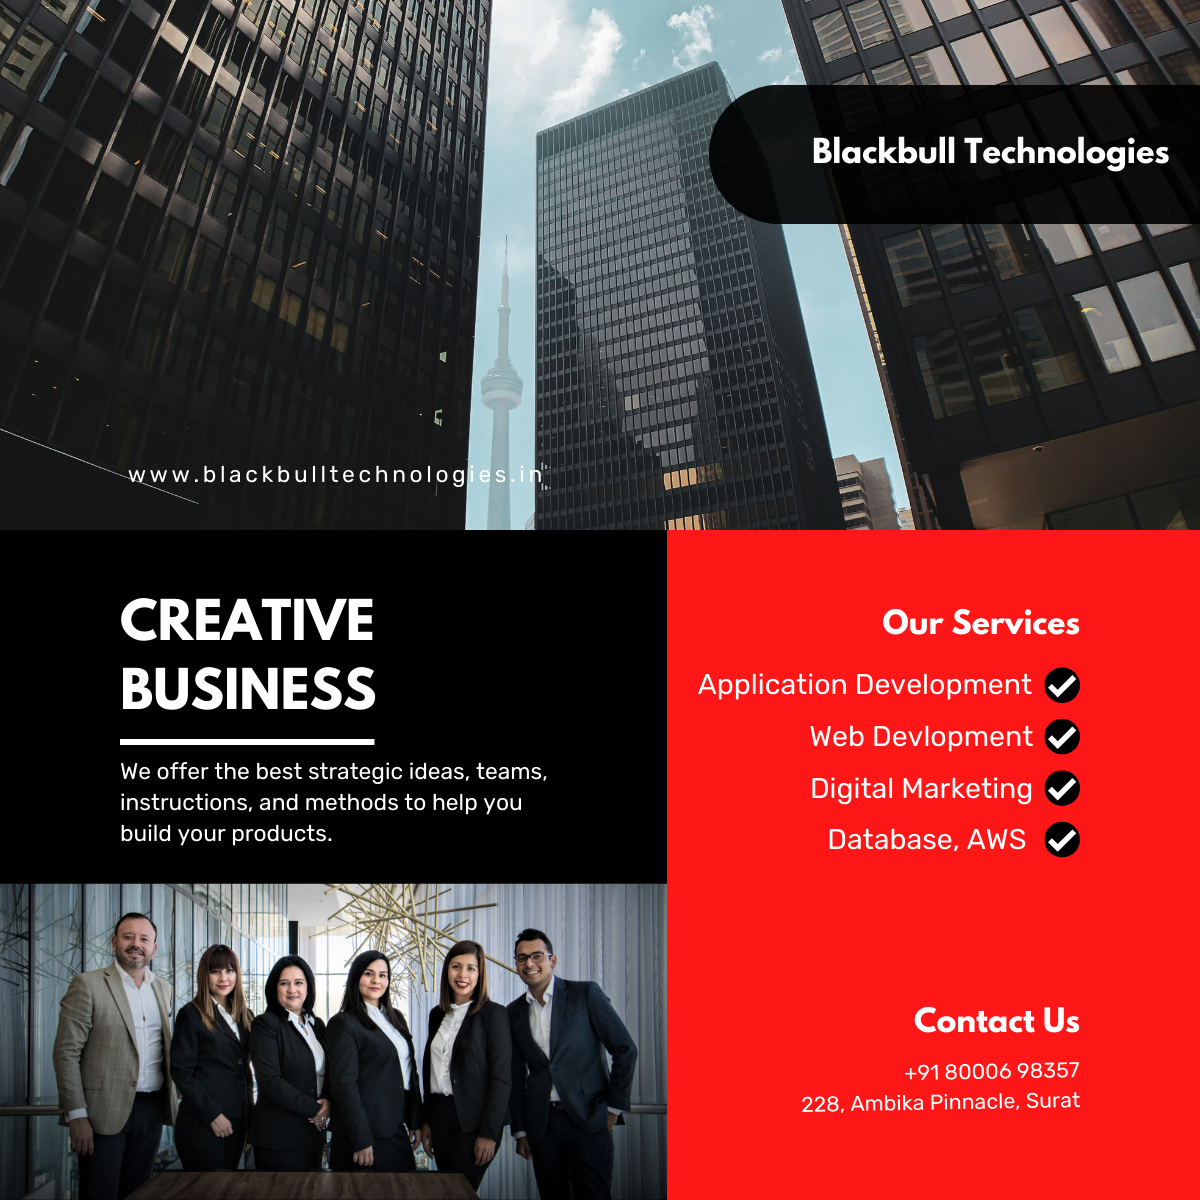 Blackbull Technologies
www.blackbulltechnologies.in
CREATIVE
BUSINESS
We offer the best strategic ideas, teams,
instructions, and methods to help you
build your products.
Our Services
Application Development
Web Devlopment
Digital Marketing
Database, AWS
Contact Us
+91 80006 98357
228, Ambika Pinnacle, Surat